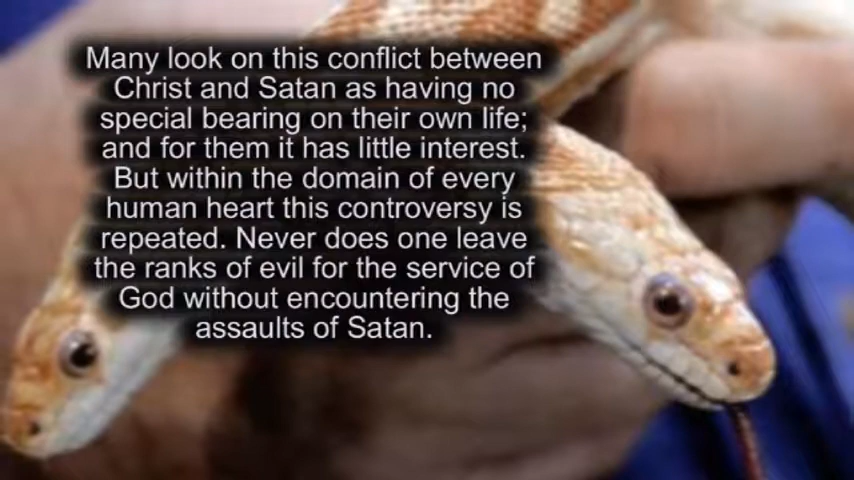 Many look on this conflict between
Christ and Satan as having no
special bearing on their own life;
and for them it has little interest.
But within the domain of every
human heart this controversy is
repeated. Never does one leave
the ranks of evil for the service of
God without encountering the
assaults of Satan.